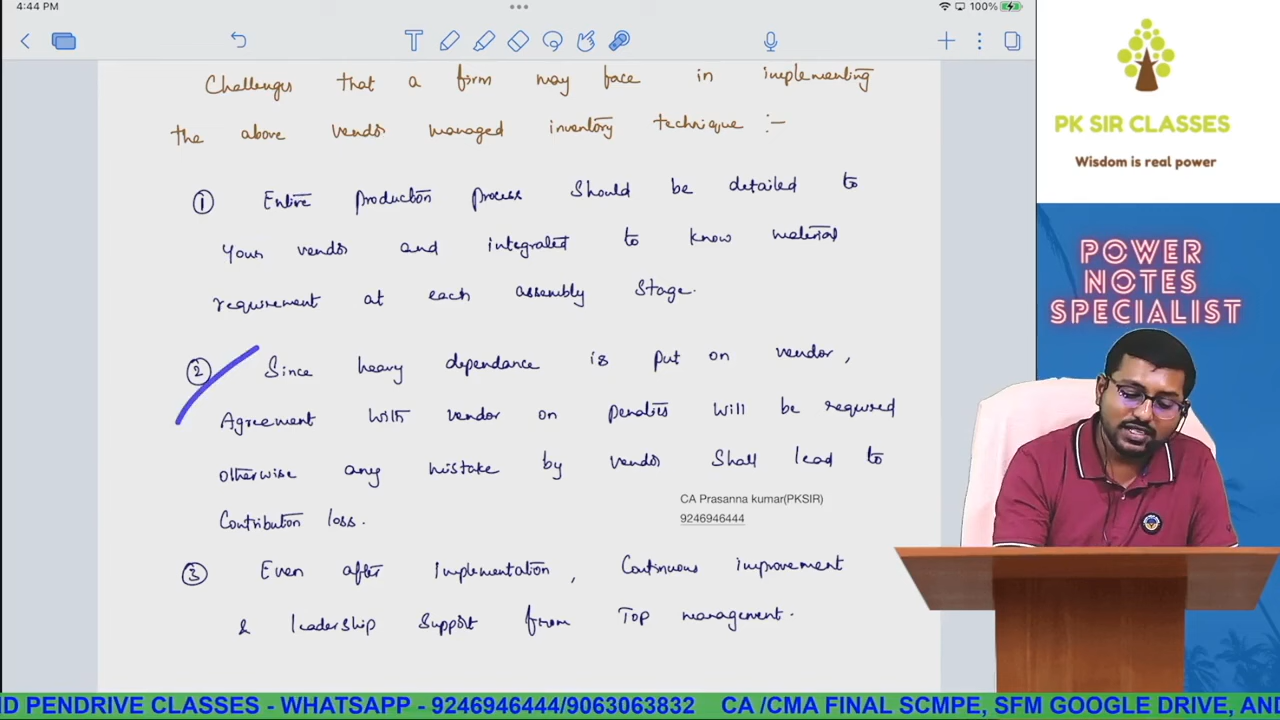 4:44 PM
100%
Challenges that a firm may face in implementing
the above vendor managed inventory technique :-
① Entire production process should be detailed to
your vendor and integrated to know material
requirement at each assembly stage.
② Since heavy dependance is put on vendor,
Agreement with vendor on penalties will be required
otherwise any mistake by vendor shall lead to
Contribution loss.
CA Prasanna kumar(PKSIR)
9246946444
③ Even after implementation, Continuous improvement
& leadership support from Top management.
PK SIR CLASSES
Wisdom is real power
POWER
NOTES
SPECIALIST
ND PENDRIVE CLASSES - WHATSAPP - 9246946444/9063063832 CA /CMA FINAL SCMPE, SFM GOOGLE DRIVE, AND